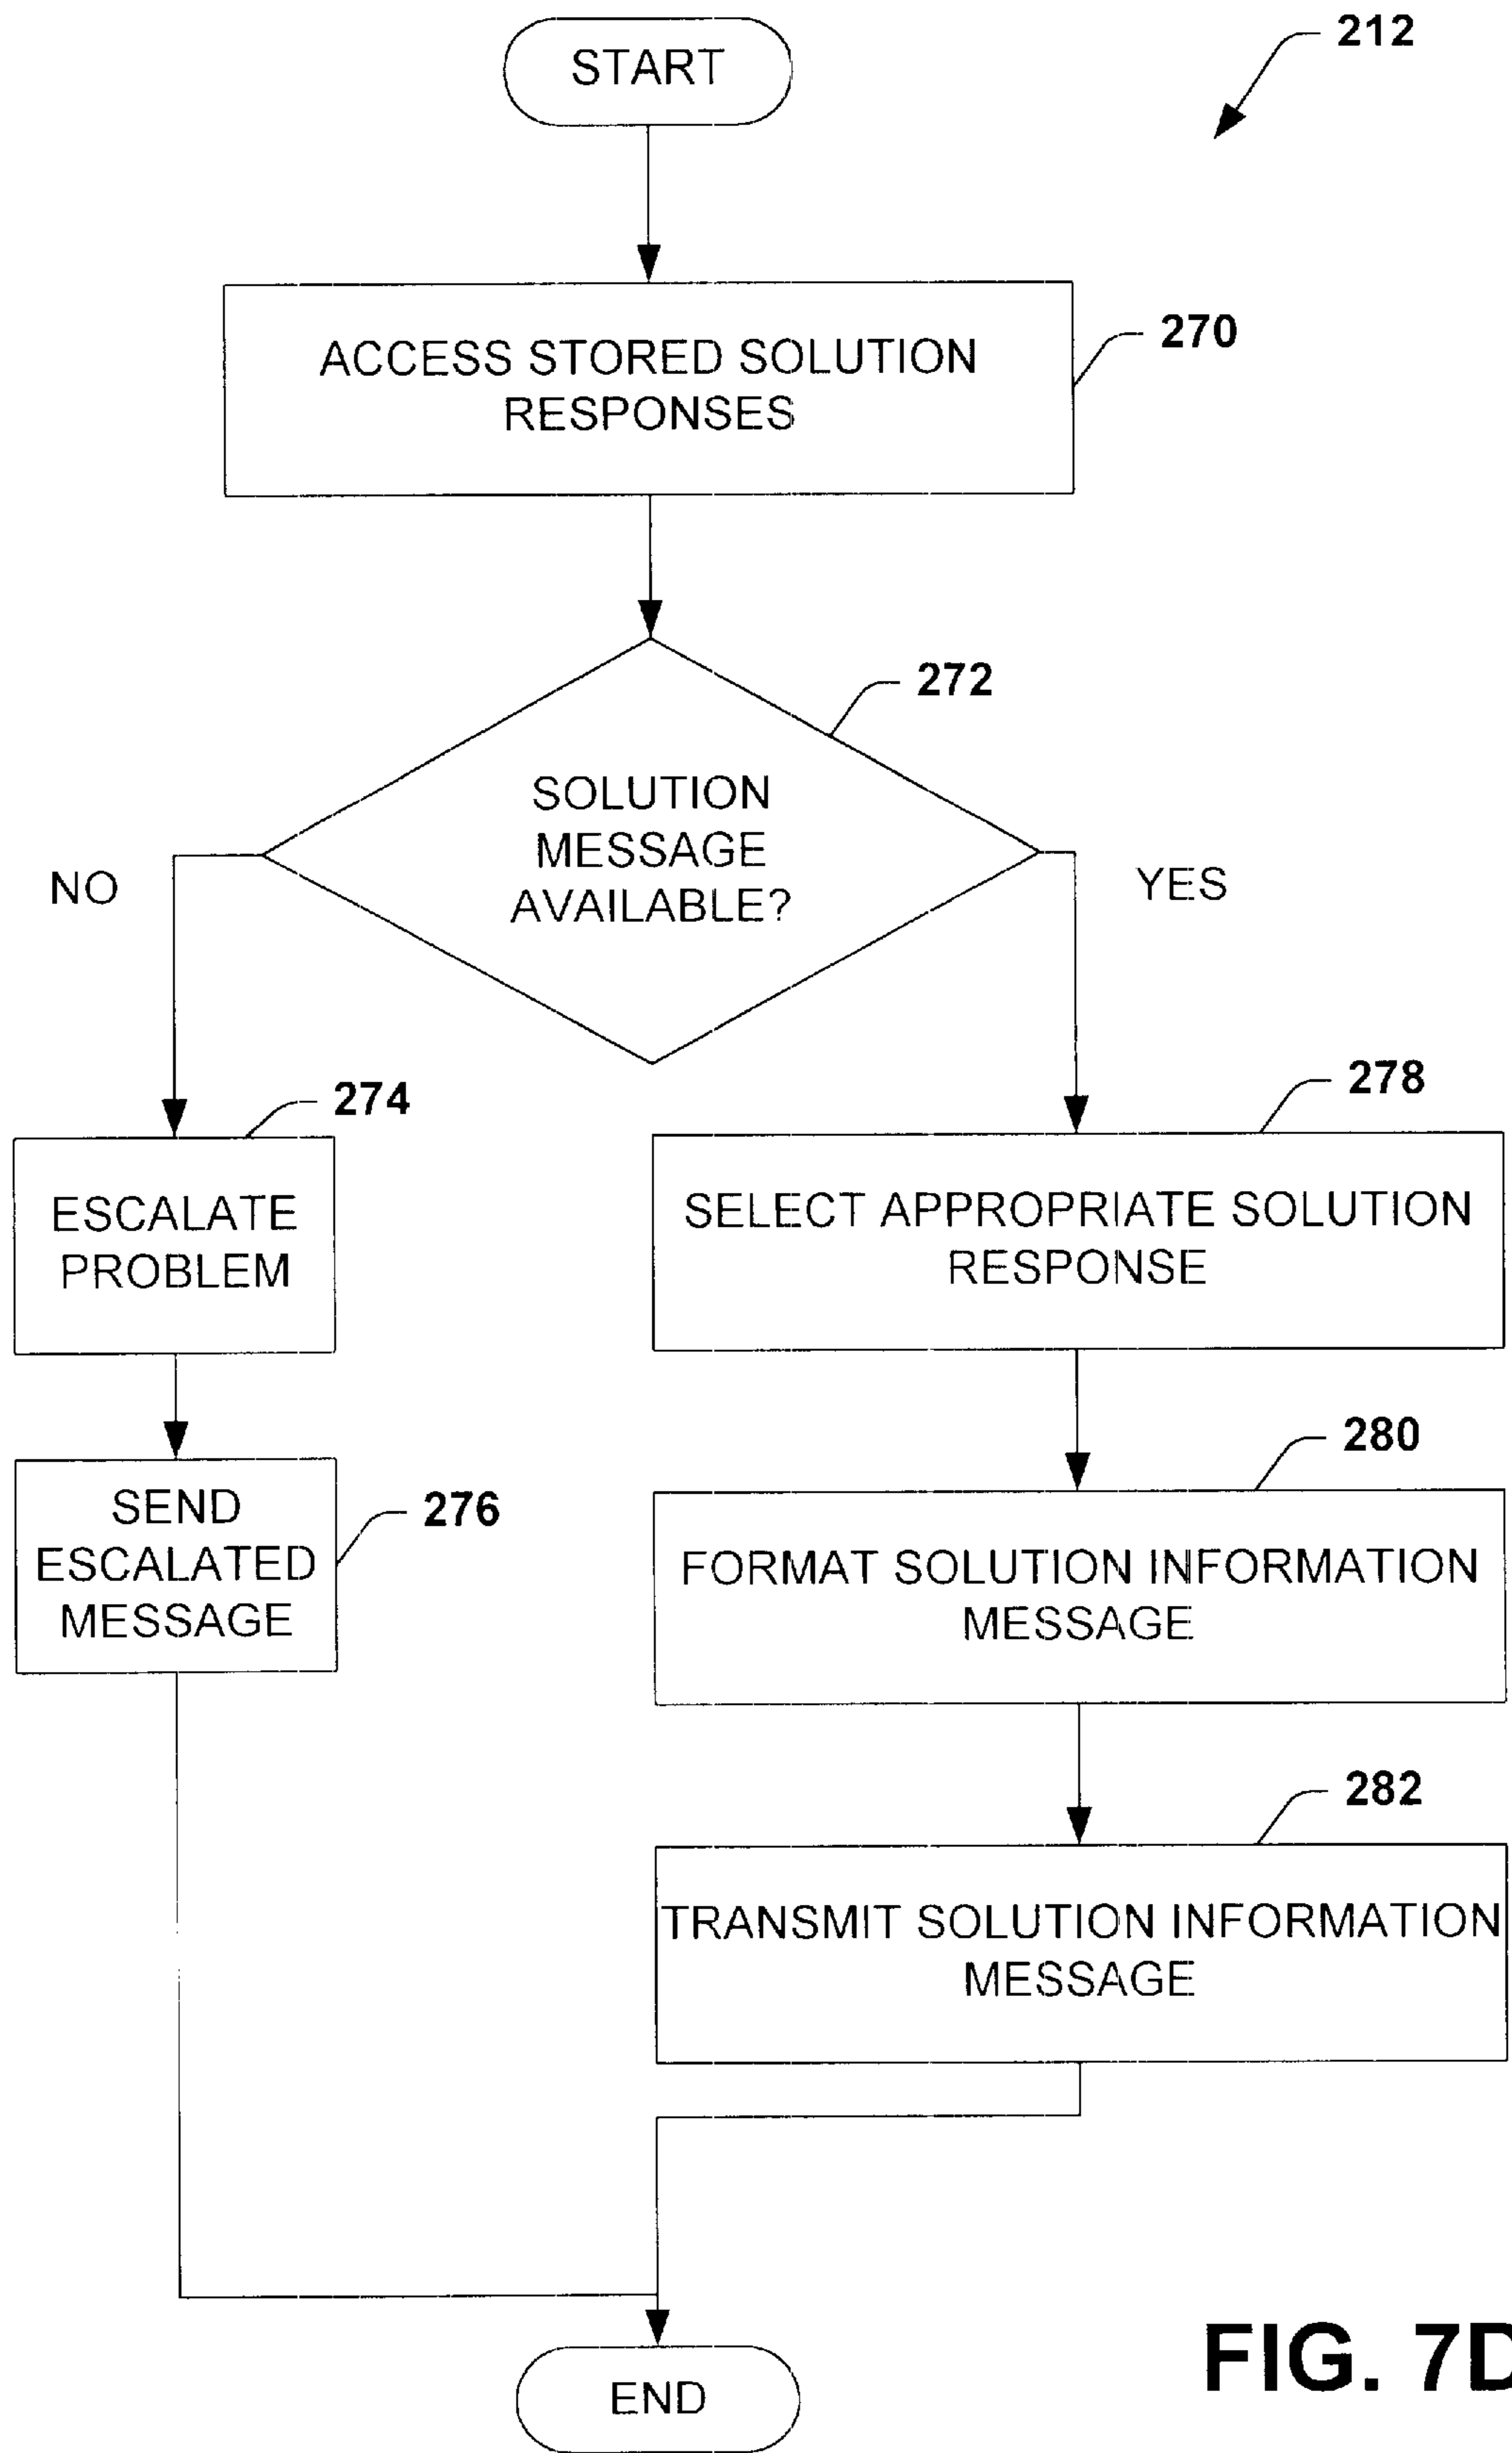 212
START
270
ACCESS STORED SOLUTION
RESPONSES
272
SOLUTION
MESSAGE
AVAILABLE?
NO
YES
274
ESCALATE
PROBLEM
278
SELECT APPROPRIATE SOLUTION
RESPONSE
276
SEND
ESCALATED
MESSAGE
280
FORMAT SOLUTION INFORMATION
MESSAGE
282
TRANSMIT SOLUTION INFORMATION
MESSAGE
END
FIG. 7D